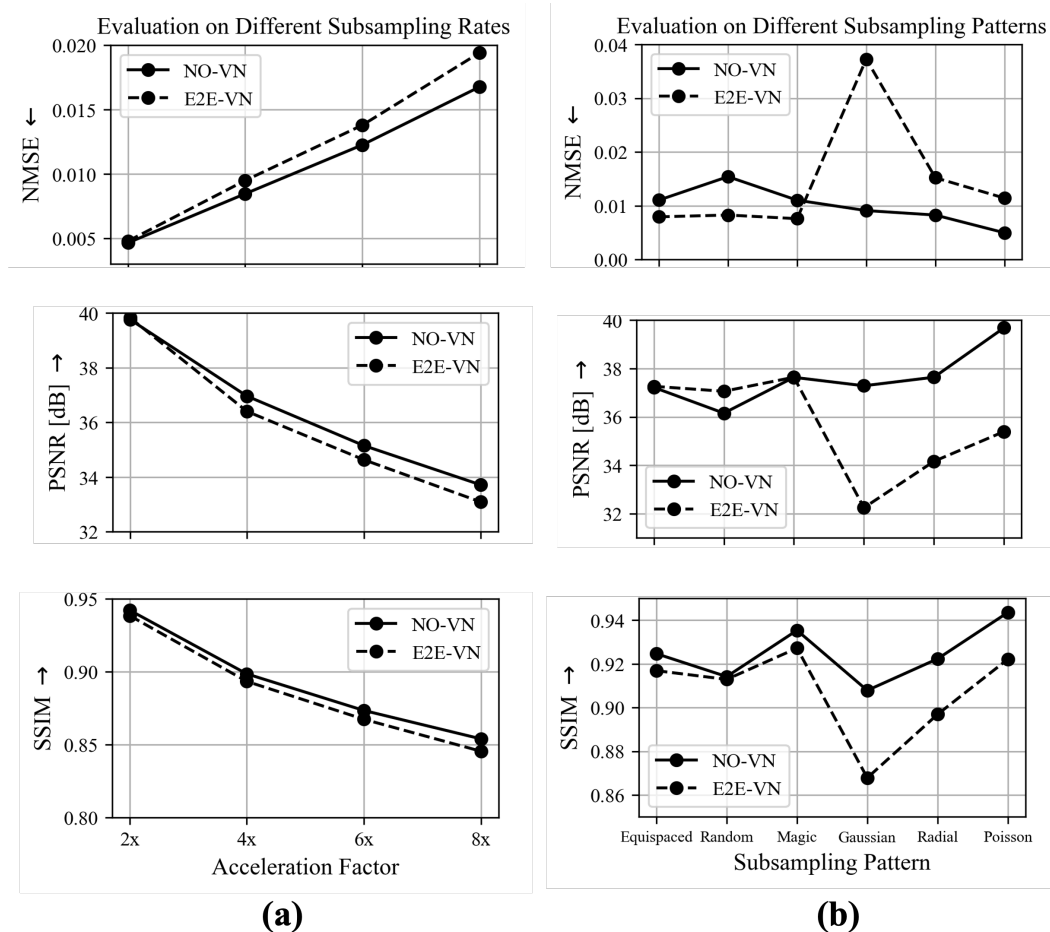 Evaluation on Different Subsampling Rates
0.020
0.015
0.010
0.005
NMSE ↓
NO-VN
E2E-VN
40
38
36
34
32
PSNR [dB] →
NO-VN
E2E-VN
0.95
0.90
0.85
0.80
SSIM →
NO-VN
E2E-VN
2x 4x 6x 8x
Acceleration Factor
(a)
Evaluation on Different Subsampling Patterns
0.04
0.03
0.02
0.01
0.00
NMSE ↓
NO-VN
E2E-VN
40
38
36
34
32
PSNR [dB] →
NO-VN
E2E-VN
0.94
0.92
0.90
0.88
0.86
SSIM →
NO-VN
E2E-VN
Equispaced Random Magic Gaussian Radial Poisson
Subsampling Pattern
(b)